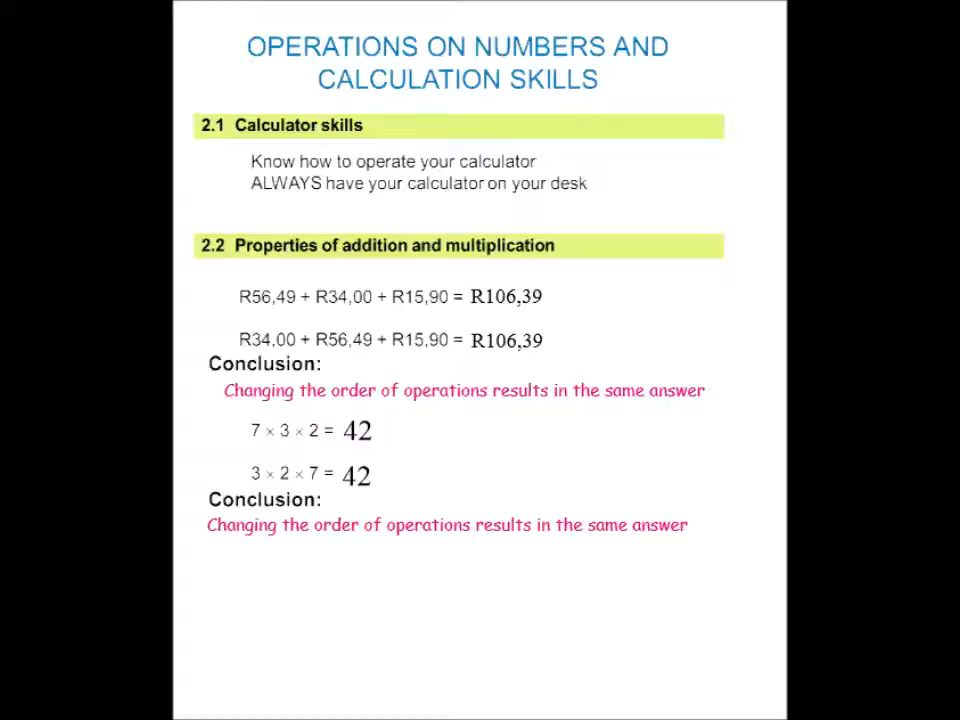 OPERATIONS ON NUMBERS AND
CALCULATION SKILLS
2.1 Calculator skills
Know how to operate your calculator
ALWAYS have your calculator on your desk
2.2 Properties of addition and multiplication
R56,49 + R34,00 + R15,90 = R106,39
R34,00 + R56,49 + R15,90 = R106,39
Conclusion:
Changing the order of operations results in the same answer
7 × 3 × 2 = 42
3 × 2 × 7 = 42
Conclusion:
Changing the order of operations results in the same answer